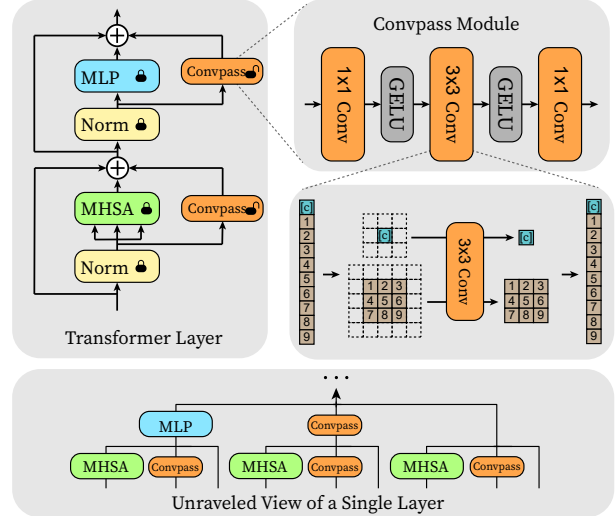 MLP
Convpass
Norm
MHSA
Convpass
Norm
Transformer Layer
Convpass Module
1x1 Conv
GELU
3x3 Conv
GELU
1x1 Conv
[c]
1
2
3
4
5
6
7
8
9
[c]
1 2 3
4 5 6
7 8 9
3x3 Conv
[c]
1 2 3
4 5 6
7 8 9
[c]
1
2
3
4
5
6
7
8
9
...
MLP
Convpass
MHSA
Convpass
MHSA
Convpass
MHSA
Convpass
Unraveled View of a Single Layer